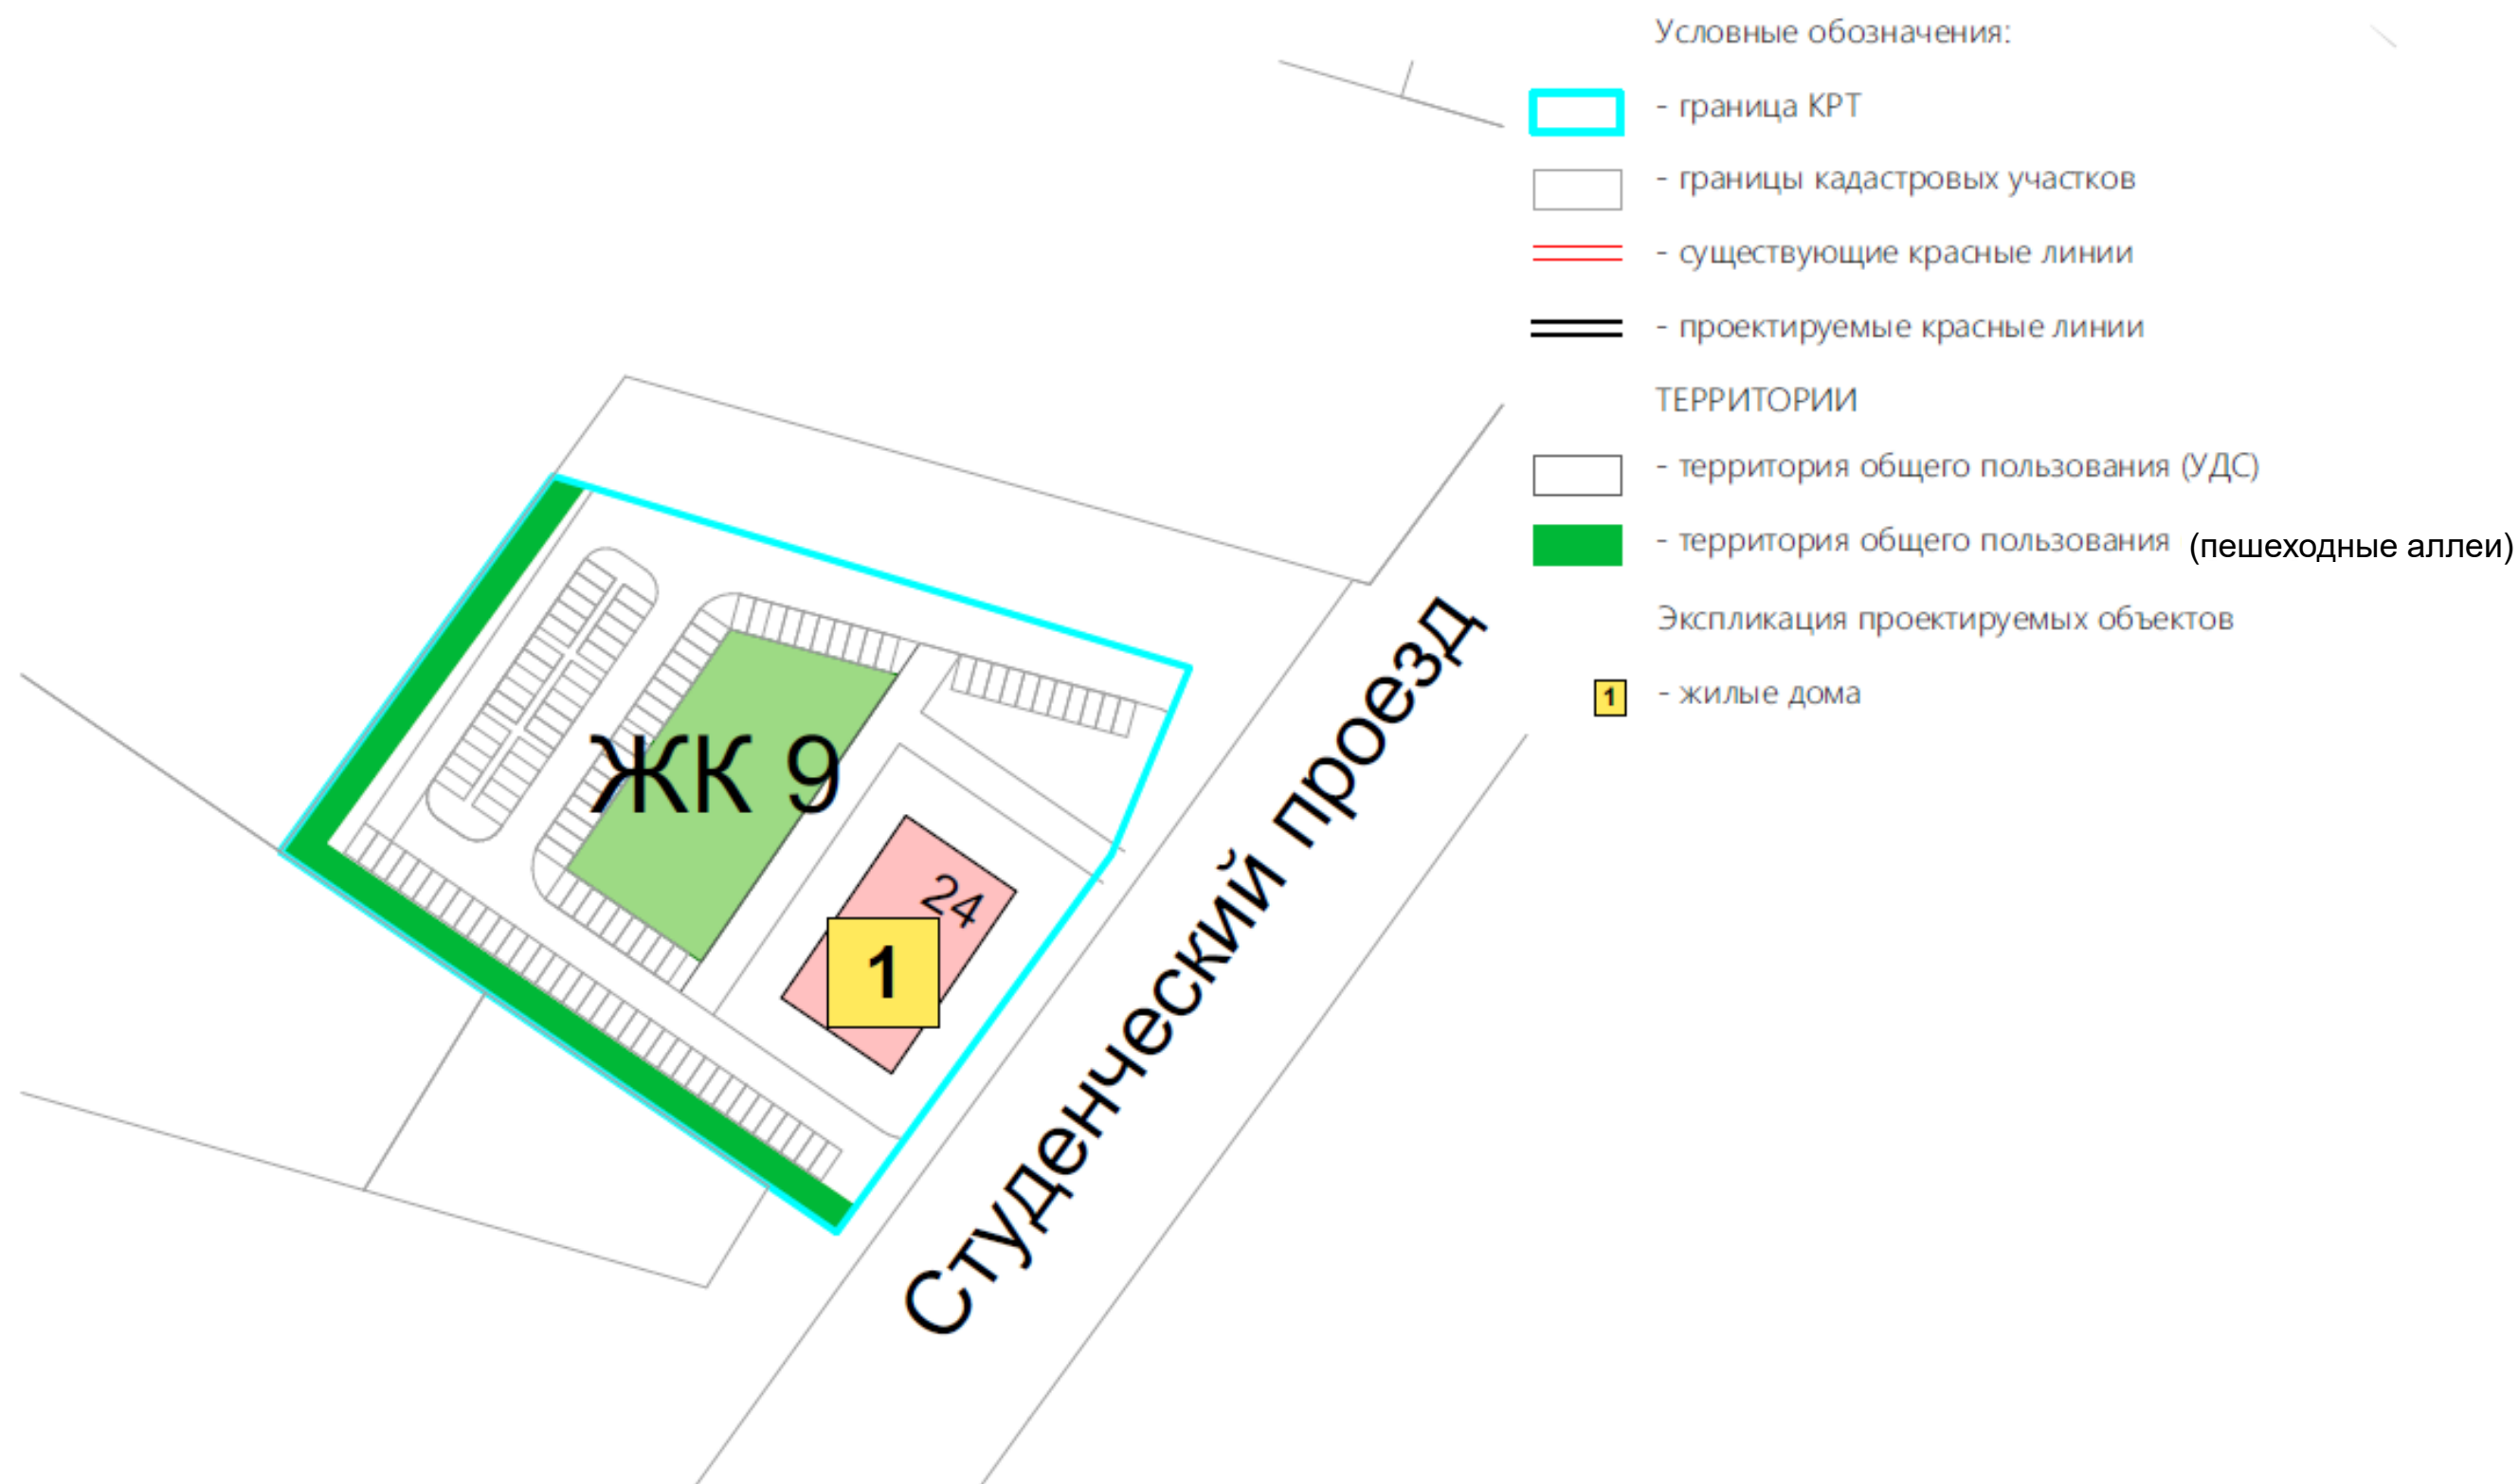 Условные обозначения:
- граница КРТ
- границы кадастровых участков
- существующие красные линии
- проектируемые красные линии
ТЕРРИТОРИИ
- территория общего пользования (УДС)
- территория общего пользования (пешеходные аллеи)
Экспликация проектируемых объектов
1 - жилые дома
ЖК 9
24
1
Студенческий проезд